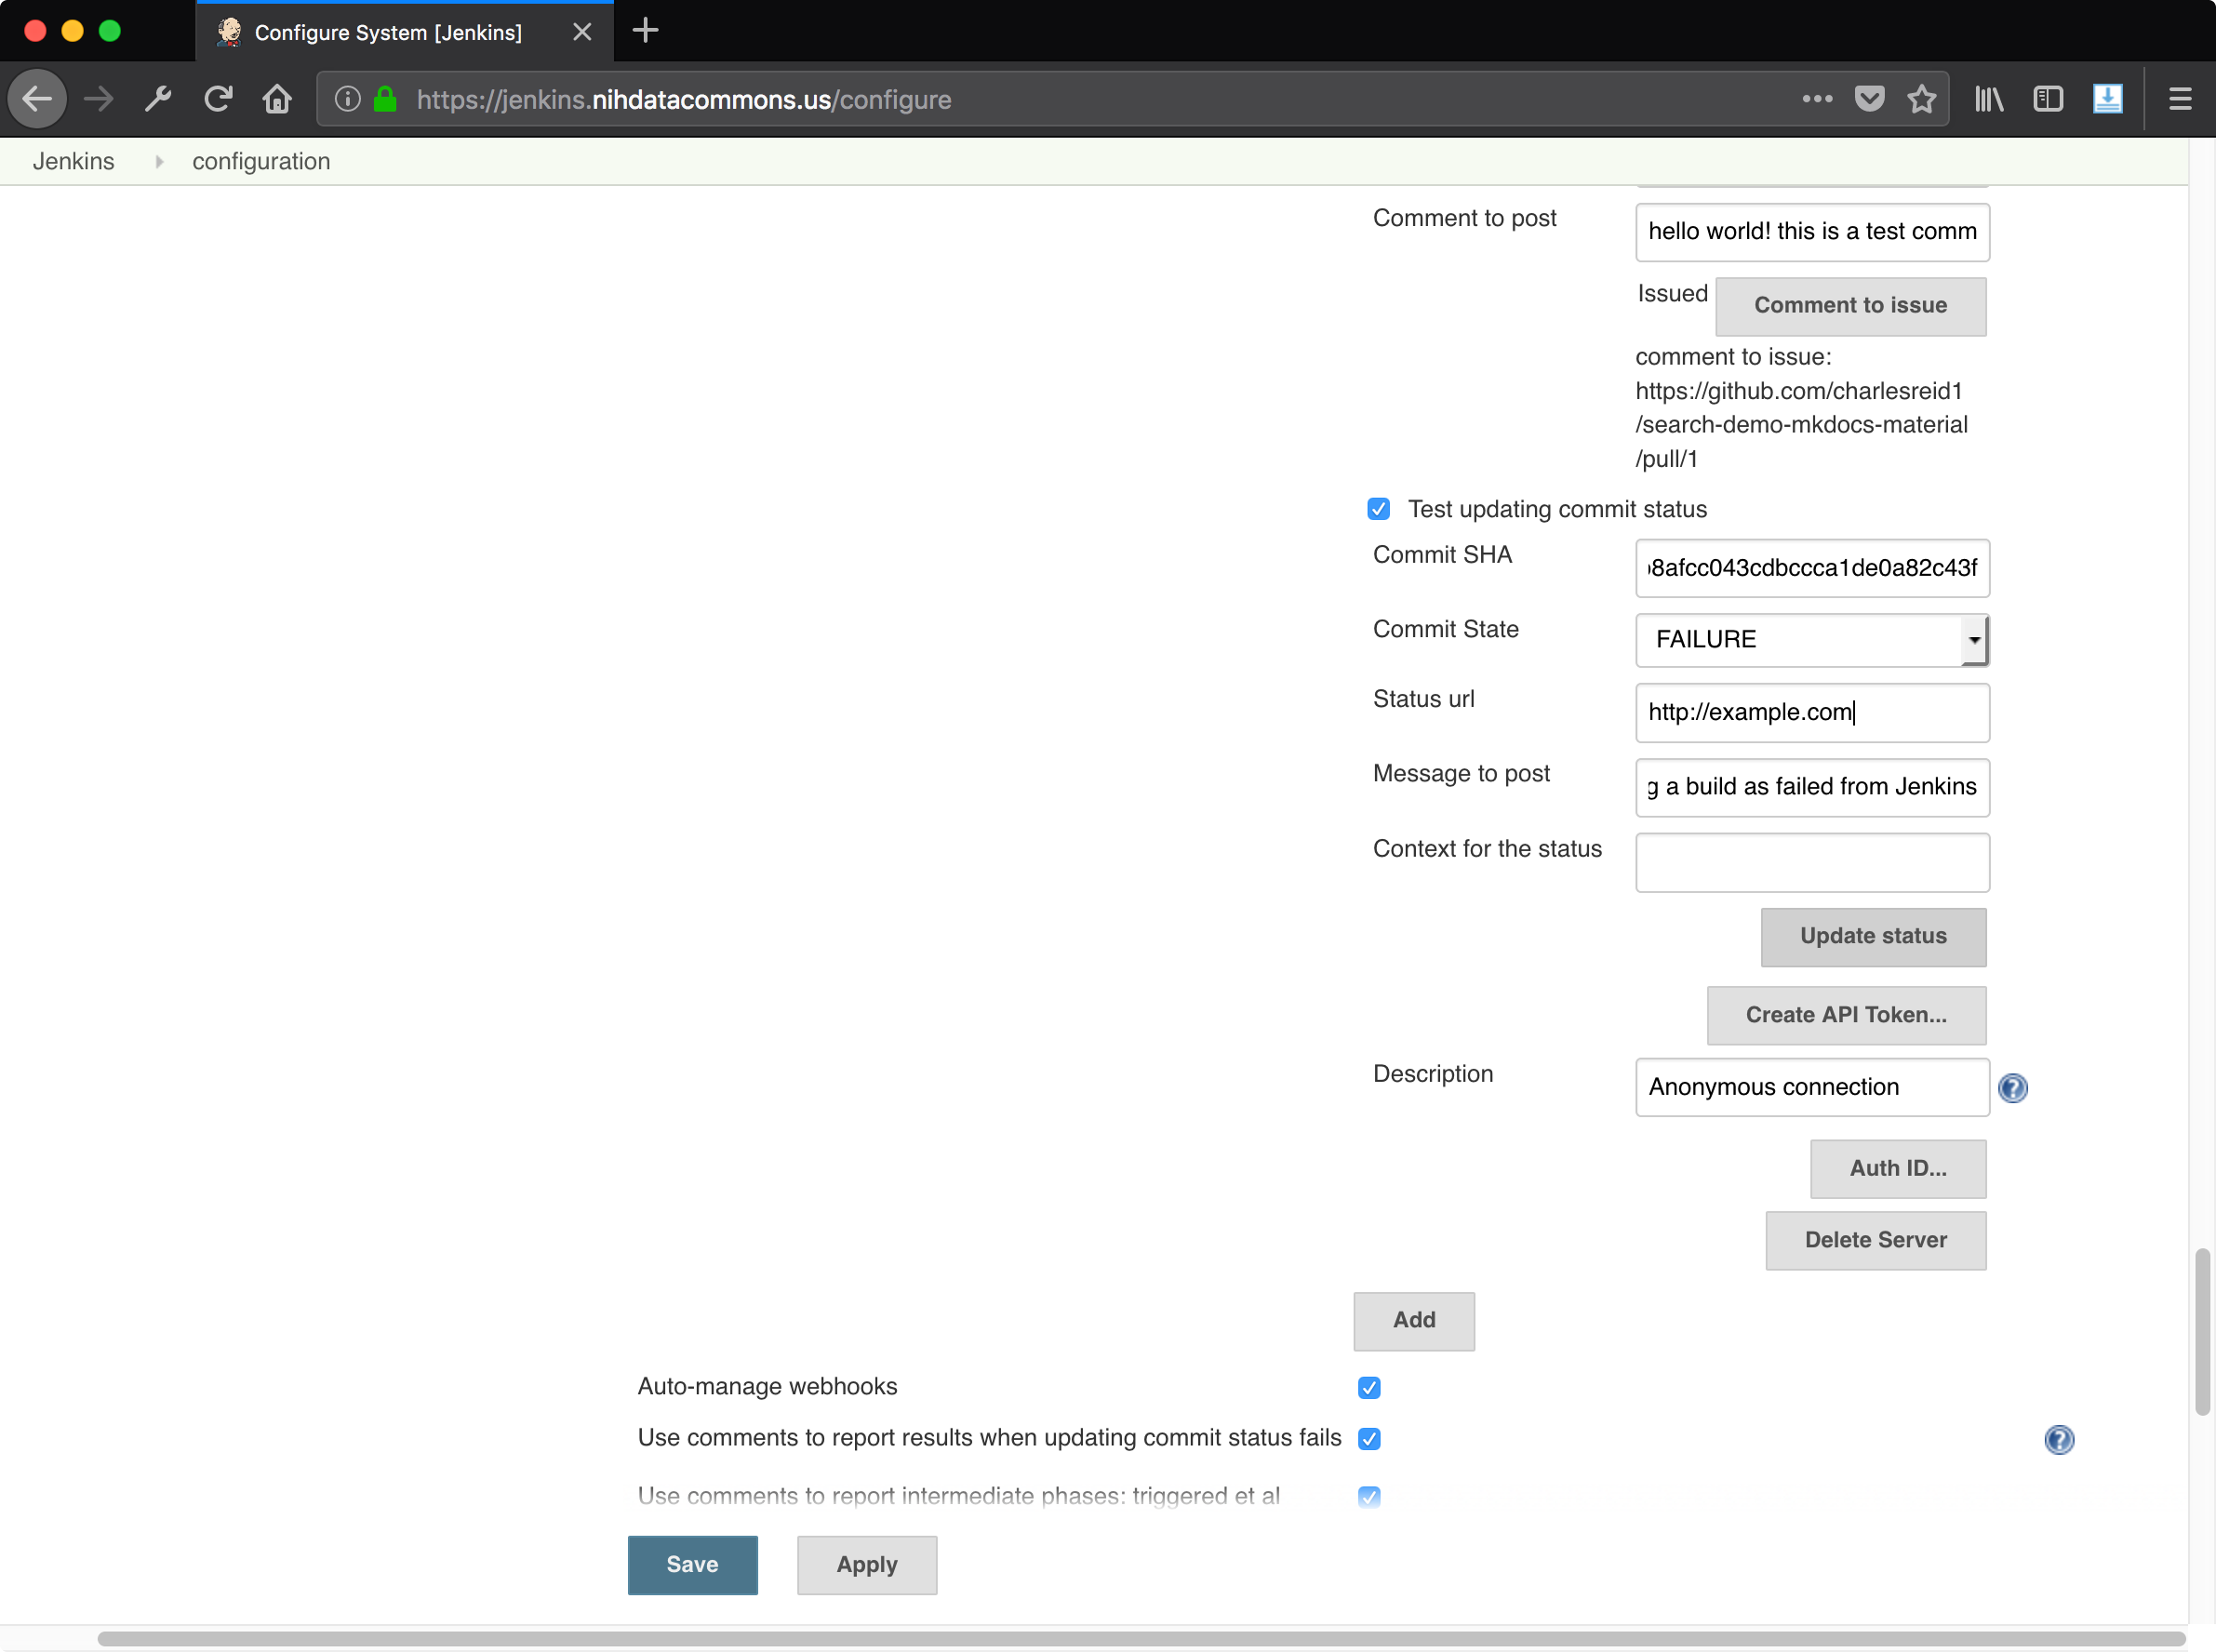 Configure System [Jenkins]
https://jenkins.nihdatacommons.us/configure
Jenkins configuration
Comment to post
hello world! this is a test comm
Issued
Comment to issue
comment to issue:
https://github.com/charlesreid1
/search-demo-mkdocs-material
/pull/1
Test updating commit status
Commit SHA
8afcc043cdbccca1de0a82c43f
Commit State
FAILURE
Status url
http://example.com
Message to post
g a build as failed from Jenkins
Context for the status
Update status
Create API Token...
Description
Anonymous connection
Auth ID...
Delete Server
Add
Auto-manage webhooks
Use comments to report results when updating commit status fails
Use comments to report intermediate phases: triggered et al
Save
Apply